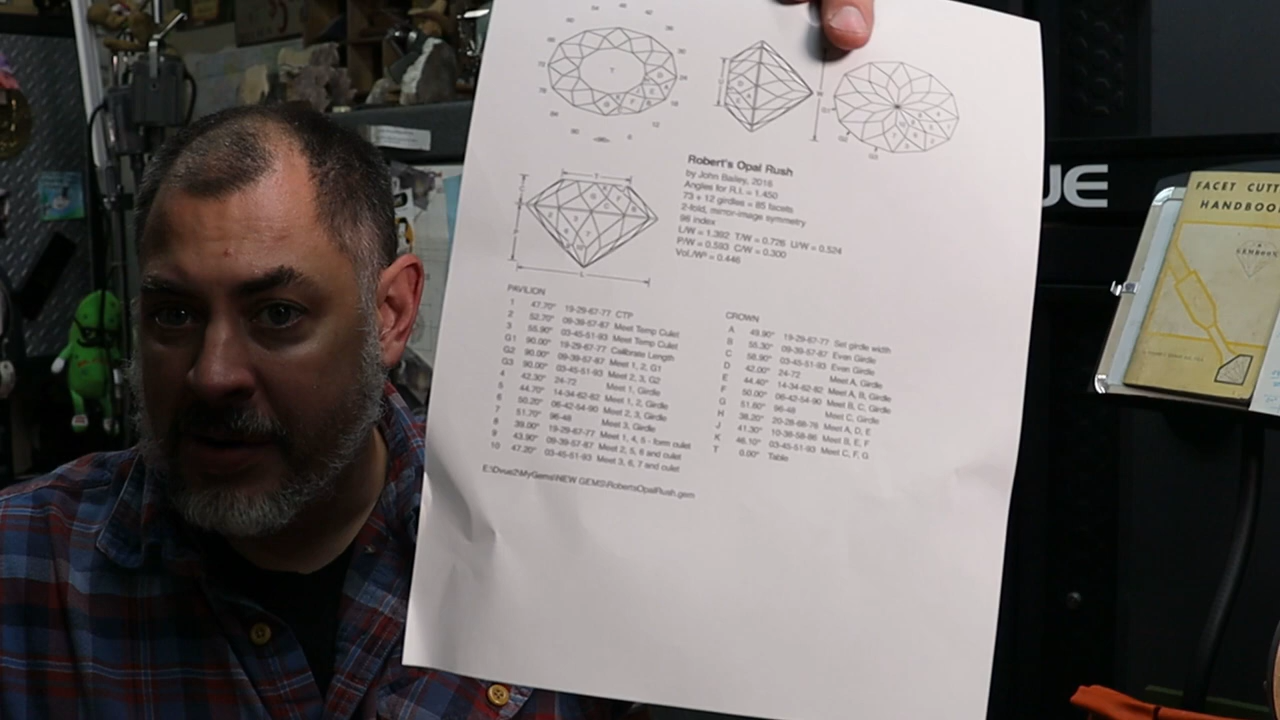 Robert's Opal Rush
by John Bailey, 2016
Angles for R.I. = 1.450
73 + 12 girdles = 85 facets
2-fold, mirror-image symmetry
96 index
L/W = 1.392 T/W = 0.726 U/W = 0.524
P/W = 0.593 C/W = 0.300
Vol./W³ = 0.446
PAVILION
1 47.70° 19-29-67-77 CTP
2 52.70° 09-39-57-87 Meet Temp Culet
3 55.90° 03-45-51-93 Meet Temp Culet
G1 90.00° 19-29-67-77 Calibrate Length
G2 90.00° 09-39-57-87 Meet 1, 2, G1
G3 90.00° 03-45-51-93 Meet 2, 3, G2
4 42.30° 24-72 Meet 1, Girdle
5 44.70° 14-34-62-82 Meet 1, 2, Girdle
6 50.20° 06-42-54-90 Meet 2, 3, Girdle
7 51.70° 96-48 Meet 3, Girdle
8 39.00° 19-29-67-77 Meet 1, 4, 5 - form culet
9 43.90° 09-39-57-87 Meet 2, 5, 6 and culet
10 47.20° 03-45-51-93 Meet 3, 6, 7 and culet
CROWN
A 49.90° 19-29-67-77 Set girdle width
B 55.30° 09-39-57-87 Even Girdle
C 58.90° 03-45-51-93 Even Girdle
D 42.00° 24-72 Meet A, Girdle
E 44.40° 14-34-62-82 Meet A, B, Girdle
F 50.00° 06-42-54-90 Meet B, C, Girdle
G 51.60° 96-48 Meet C, Girdle
H 38.20° 20-28-68-76 Meet A, D, E
J 41.30° 10-38-58-86 Meet B, E, F
K 46.10° 03-45-51-93 Meet C, F, G
T 0.00° Table
E:\Dvus2\MyGems\NEW GEMS\RobertsOpalRush.gem
UE
FACET CUTT
HANDBOO